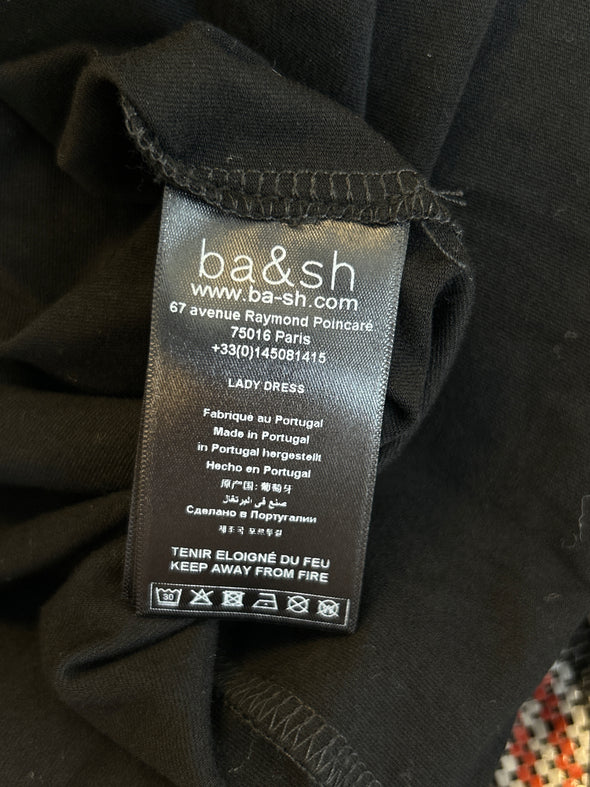 ba&sh
www.ba-sh.com
67 avenue Raymond Poincaré
75016 Paris
+33(0)145081415
LADY DRESS
Fabrique au Portugal
Made in Portugal
in Portugal hergestellt
Hecho en Portugal
原产国: 葡萄牙
صنع في البرتغال
Сделано в Португалии
제조국 포르투갈
TENIR ELOIGNÉ DU FEU
KEEP AWAY FROM FIRE
30